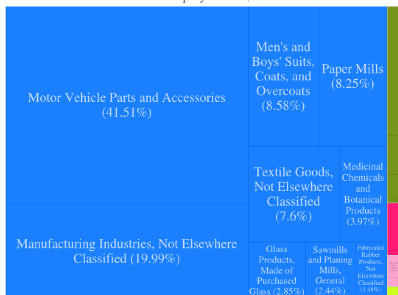 Motor Vehicle Parts and Accessories
(41.51%)
Manufacturing Industries, Not Elsewhere
Classified (19.99%)
Men's and
Boys' Suits,
Coats, and
Overcoats
(8.58%)
Paper Mills
(8.25%)
Textile Goods,
Not Elsewhere
Classified
(7.6%)
Medicinal
Chemicals
and
Botanical
Products
(3.97%)
Glass
Products,
Made of
Purchased
Glass (2.85%)
Sawmills
and Planing
Mills,
General
(2.44%)
Fabricated
Rubber
Products,
Not
Elsewhere
Classified